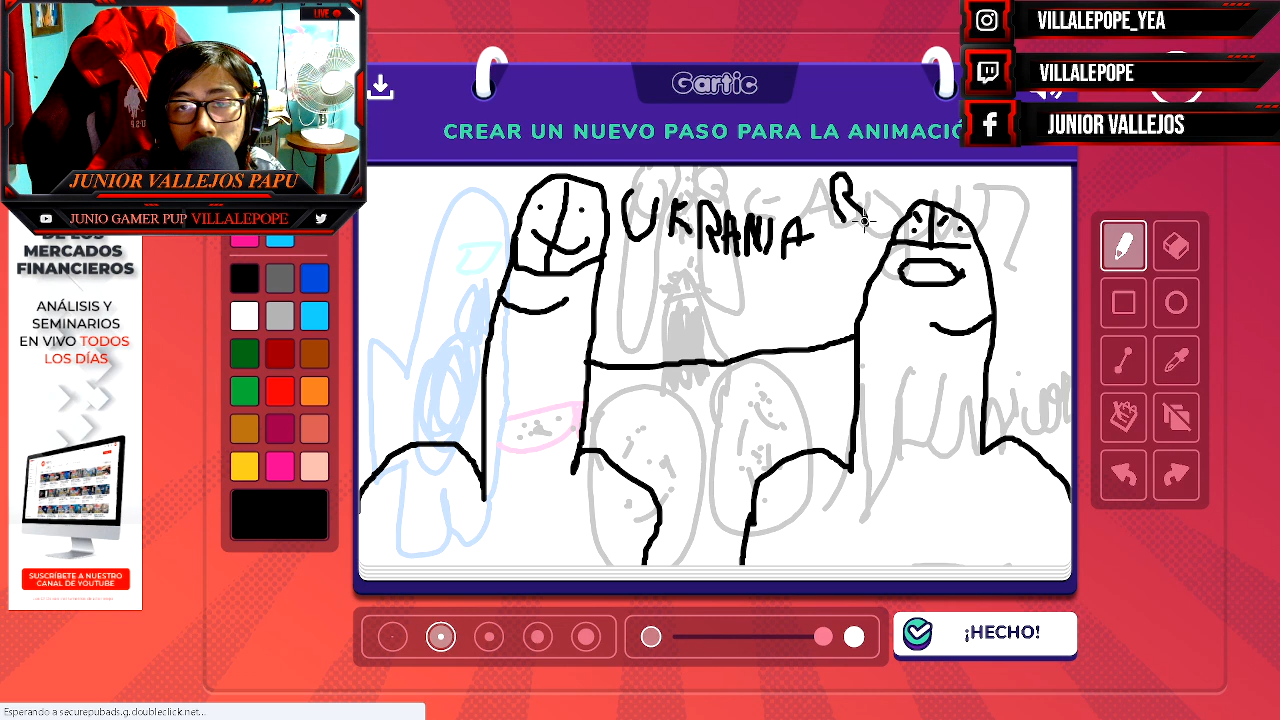 LIVE
JUNIOR VALLEJOS PAPU
JUNIO GAMER PUP VILLALEPOPE
VILLALEPOPE_YEA
VILLALEPOPE
JUNIOR VALLEJOS
Gartic
CREAR UN NUEVO PASO PARA LA ANIMACIÓ
UKRANIA R
DE LOS
MERCADOS
FINANCIEROS
ANÁLISIS Y
SEMINARIOS
EN VIVO TODOS
LOS DÍAS
SUSCRÍBETE A NUESTRO
CANAL DE YOUTUBE
¡HECHO!
Esperando a securepubads.g.doubleclick.net...